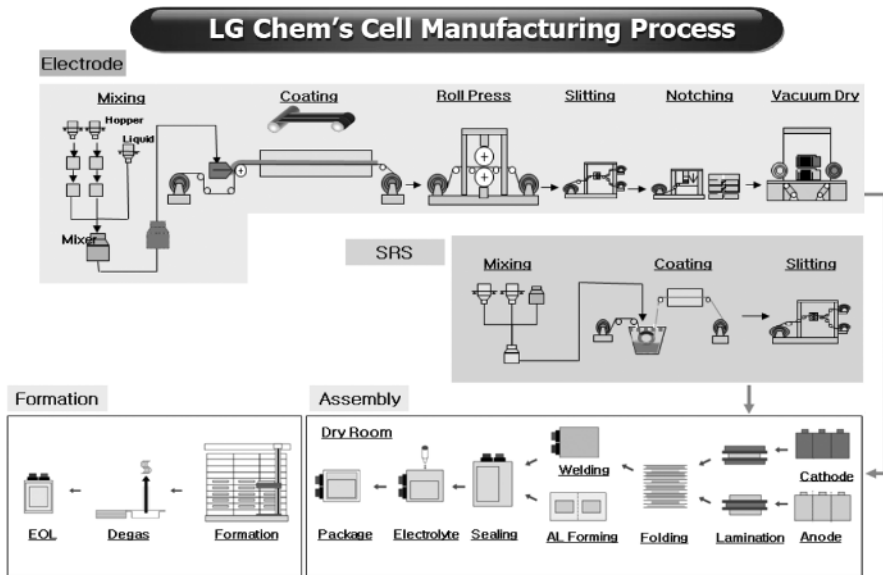 LG Chem's Cell Manufacturing Process
Electrode
Mixing
Coating
Roll Press
Slitting
Notching
Vacuum Dry
Hopper
Liquid
Mixer
SRS
Mixing
Coating
Slitting
Formation
Assembly
Dry Room
Welding
Cathode
EOL
Degas
Formation
Package
Electrolyte
Sealing
AL Forming
Folding
Lamination
Anode